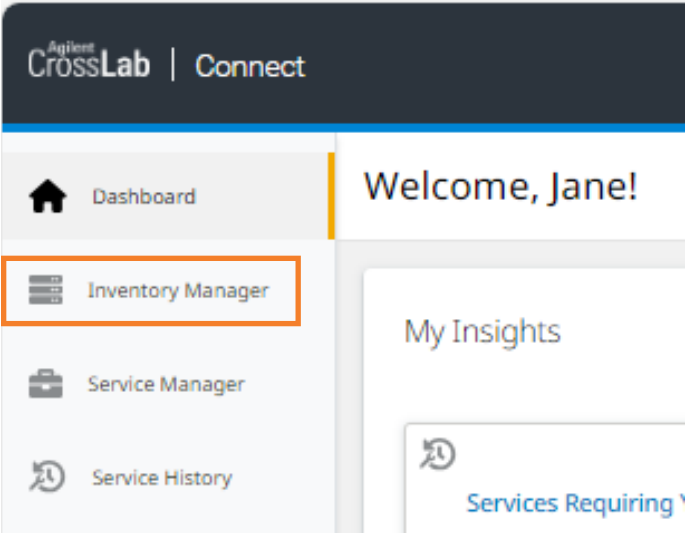 Agilent
CrossLab | Connect
Dashboard
Welcome, Jane!
Inventory Manager
My Insights
Service Manager
Service History
Services Requiring